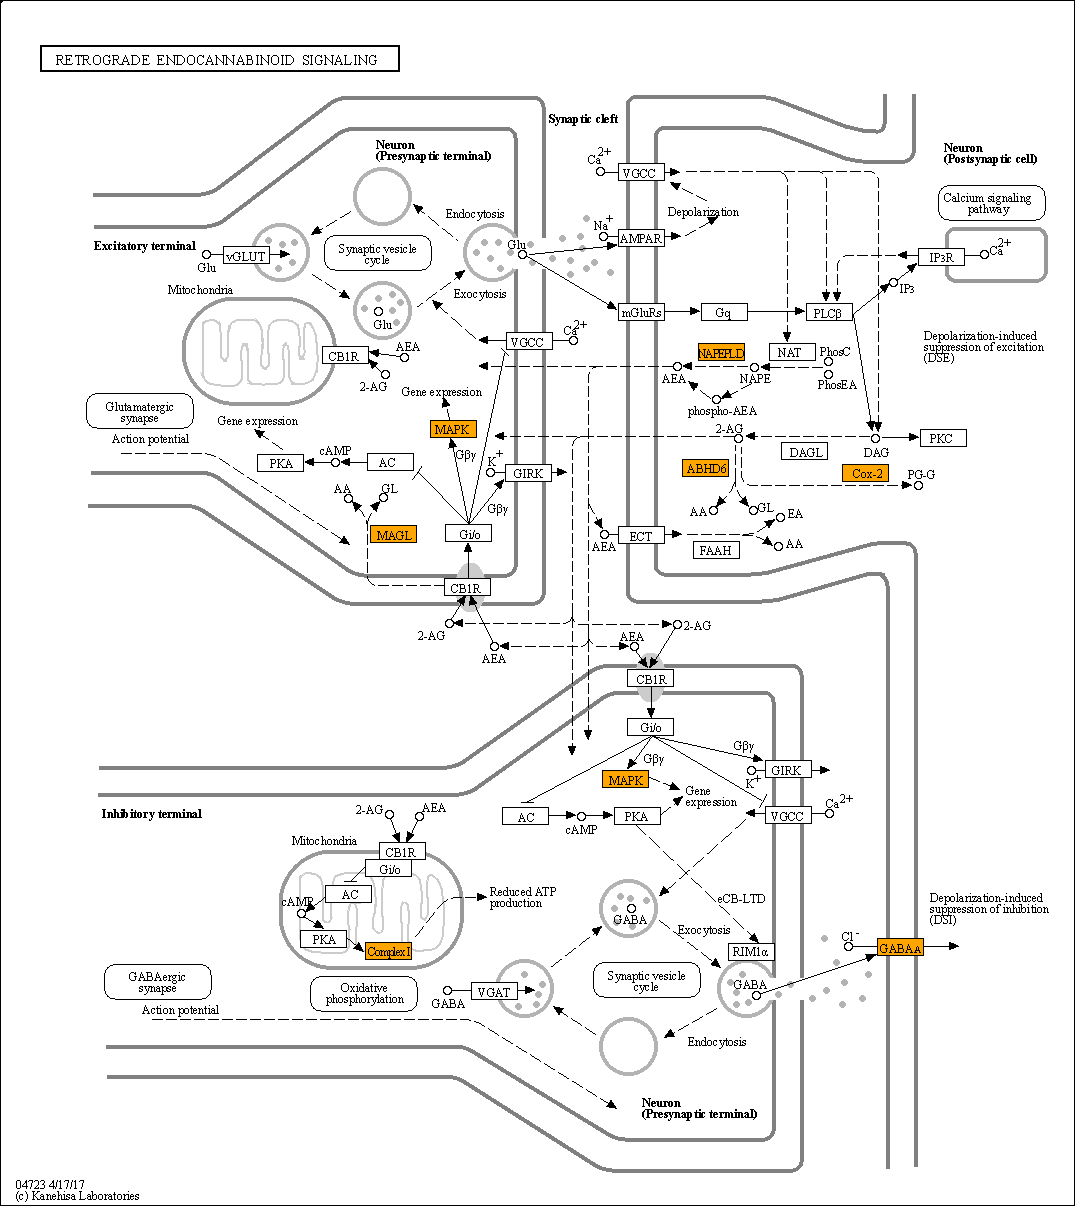 RETROGRADE ENDOCANNABINOID SIGNALING
Synaptic cleft
Neuron
(Presynaptic terminal)
Neuron
(Postsynaptic cell)
Ca2+
VGCC
Calcium signaling
pathway
Endocytosis
Depolarization
Na+
AMPAR
Excitatory terminal
Glu
vGLUT
Synaptic vesicle
cycle
Glu
IP3R
Ca2+
Mitochondria
Exocytosis
IP3
Glu
mGluRs
Gq
PLCβ
Ca2+
VGCC
Depolarization-induced
suppression of excitation
(DSE)
CB1R
AEA
2-AG
NAPEPLD
NAT
PhosC
PhosEA
AEA
NAPE
phospho-AEA
Gene expression
Glutamatergic
synapse
Gene expression
MAPK
Action potential
2-AG
DAG
PKC
DAGL
cAMP
PKA
AC
Gβγ
K+
GIRK
ABHD6
Cox-2
PG-G
AA
GL
Gβγ
AA
GL
EA
MAGL
Gi/o
AEA
ECT
FAAH
AA
CB1R
2-AG
AEA
AEA
2-AG
CB1R
Gi/o
Gβγ
Gβγ
MAPK
K+
GIRK
Gene
expression
Inhibitory terminal
2-AG
AEA
AC
cAMP
PKA
Ca2+
VGCC
Mitochondria
CB1R
Gi/o
AC
cAMP
Reduced ATP
production
eCB-LTD
Depolarization-induced
suppression of inhibition
(DSI)
GABA
Exocytosis
PKA
Complex I
RIM1α
Cl-
GABAA
GABAergic
synapse
Oxidative
phosphorylation
GABA
VGAT
Synaptic vesicle
cycle
GABA
Action potential
Endocytosis
Neuron
(Presynaptic terminal)
04723 4/17/17
(c) Kanehisa Laboratories